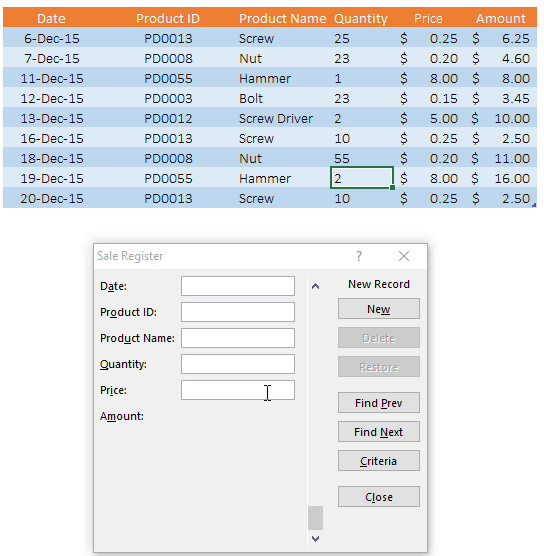 Date Product ID Product Name Quantity Price Amount
6-Dec-15 PD0013 Screw 25 $ 0.25 $ 6.25
7-Dec-15 PD0008 Nut 23 $ 0.20 $ 4.60
11-Dec-15 PD0055 Hammer 1 $ 8.00 $ 8.00
12-Dec-15 PD0003 Bolt 23 $ 0.15 $ 3.45
13-Dec-15 PD0012 Screw Driver 2 $ 5.00 $ 10.00
16-Dec-15 PD0013 Screw 10 $ 0.25 $ 2.50
18-Dec-15 PD0008 Nut 55 $ 0.20 $ 11.00
19-Dec-15 PD0055 Hammer 2 $ 8.00 $ 16.00
20-Dec-15 PD0013 Screw 10 $ 0.25 $ 2.50
Sale Register ?
Date:
Product ID:
Product Name:
Quantity:
Price:
Amount:
New Record
New
Delete
Restore
Find Prev
Find Next
Criteria
Close